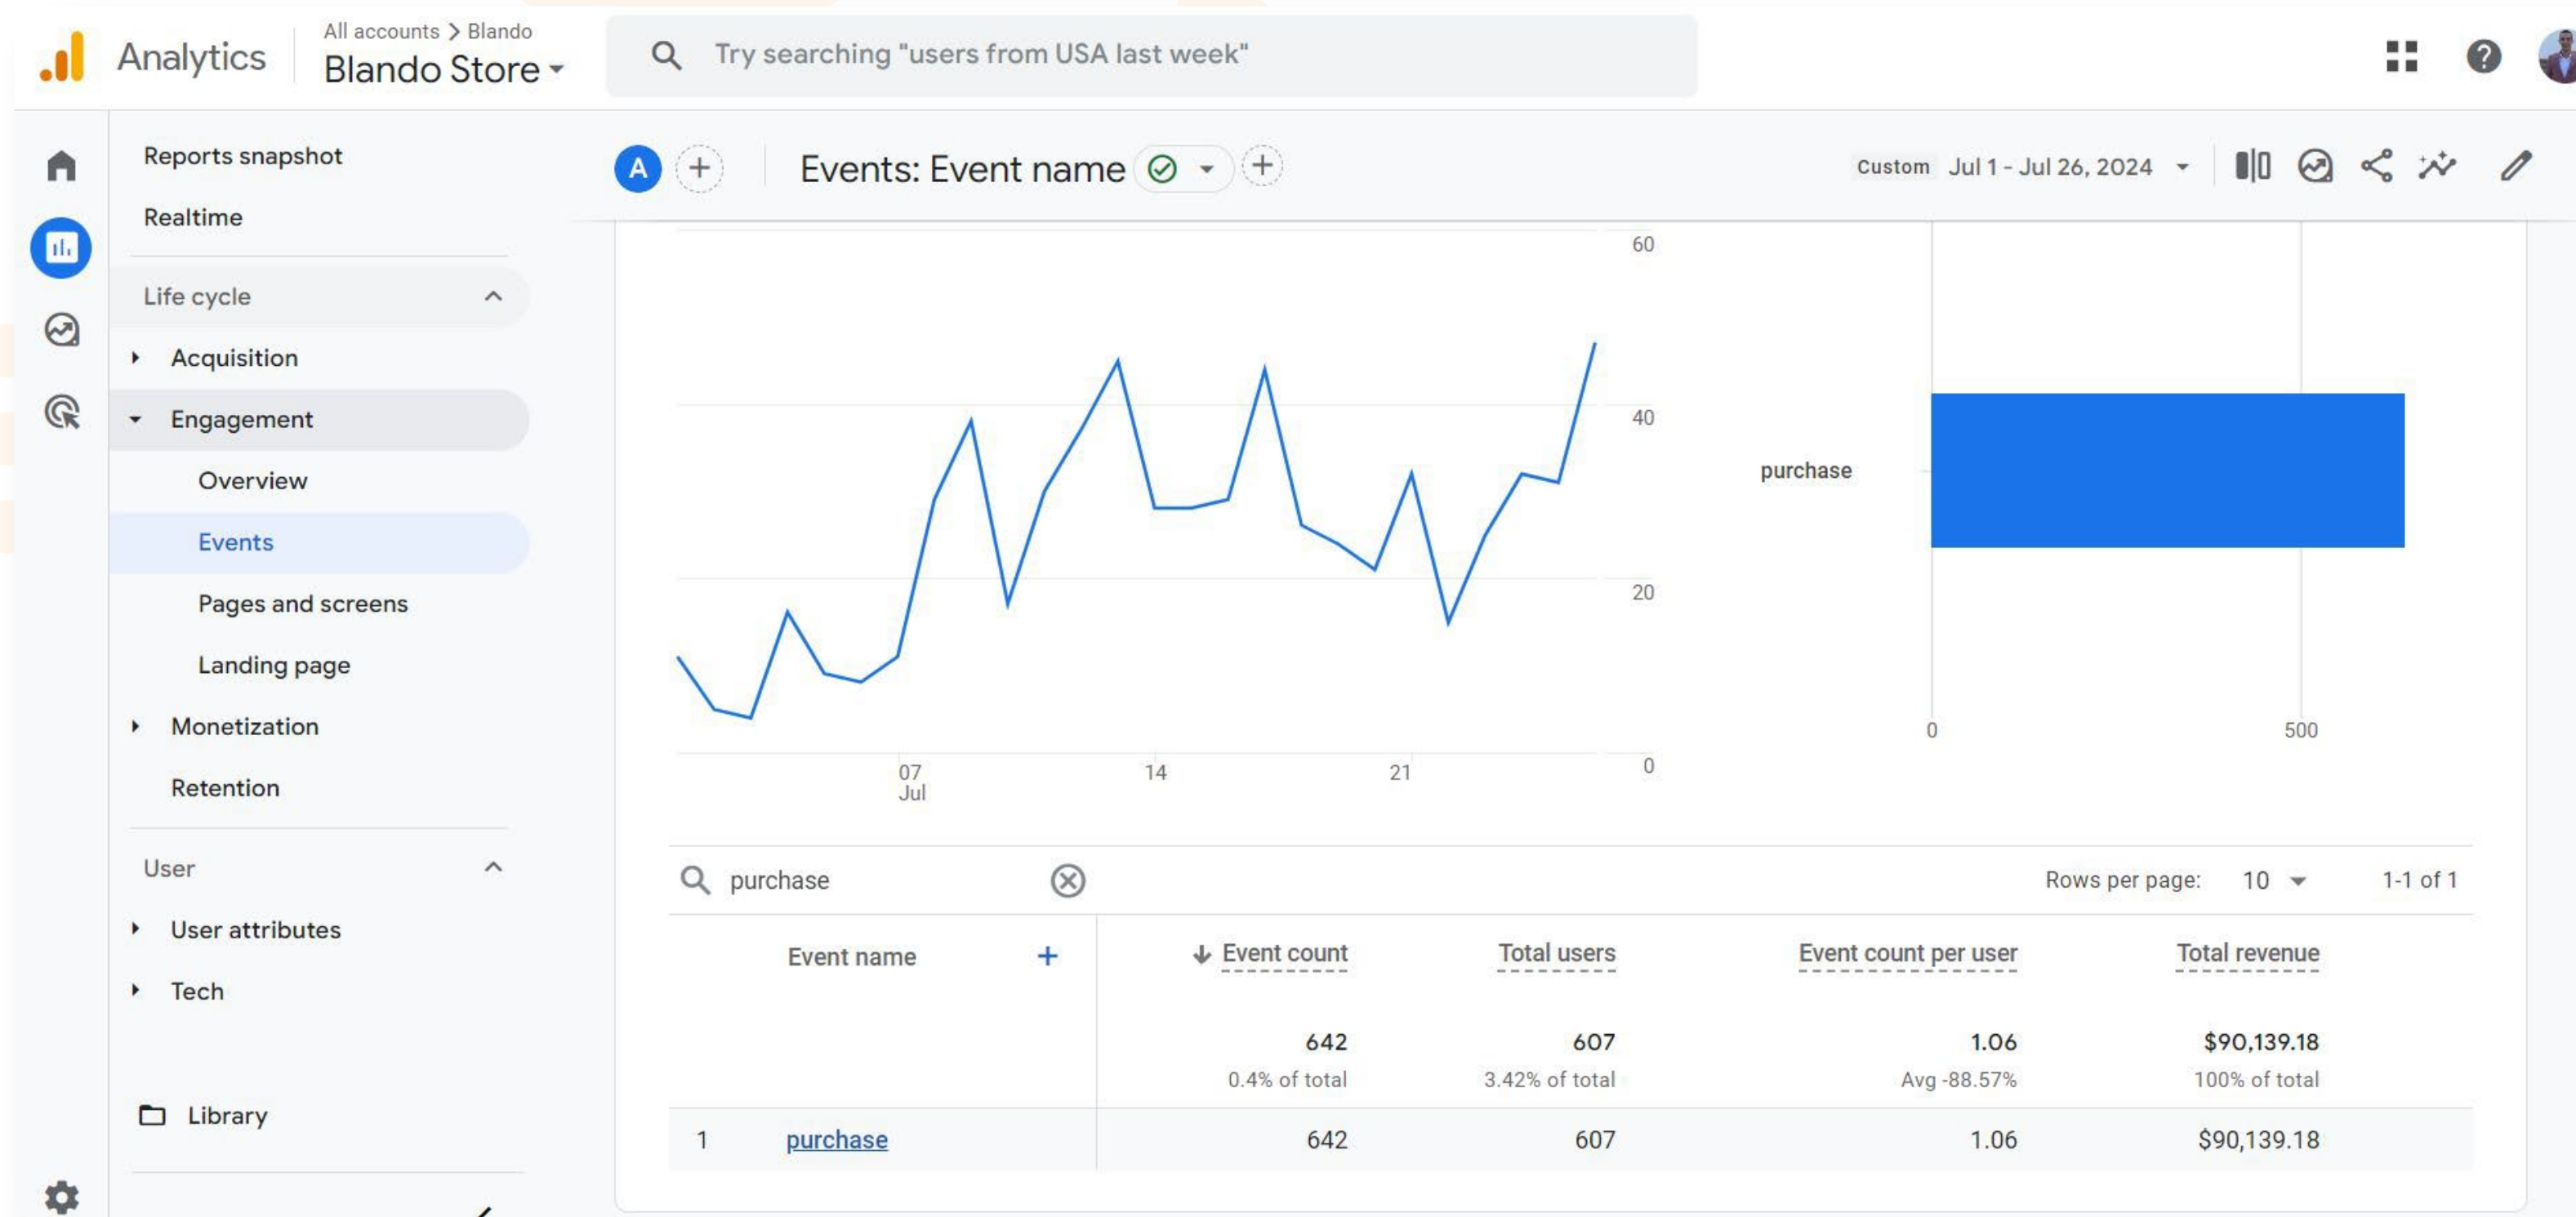 Analytics
All accounts > Blando
Blando Store
Try searching "users from USA last week"
Reports snapshot
Realtime
Life cycle
Acquisition
Engagement
Overview
Events
Pages and screens
Landing page
Monetization
Retention
User
User attributes
Tech
Library
A
Events: Event name
Custom Jul 1 - Jul 26, 2024
60
40
20
0
07
Jul
14
21
purchase
0
500
purchase
Rows per page: 10
1-1 of 1
Event name
Event count
Total users
Event count per user
Total revenue
642
607
1.06
$90,139.18
0.4% of total
3.42% of total
Avg -88.57%
100% of total
1 purchase 642 607 1.06 $90,139.18